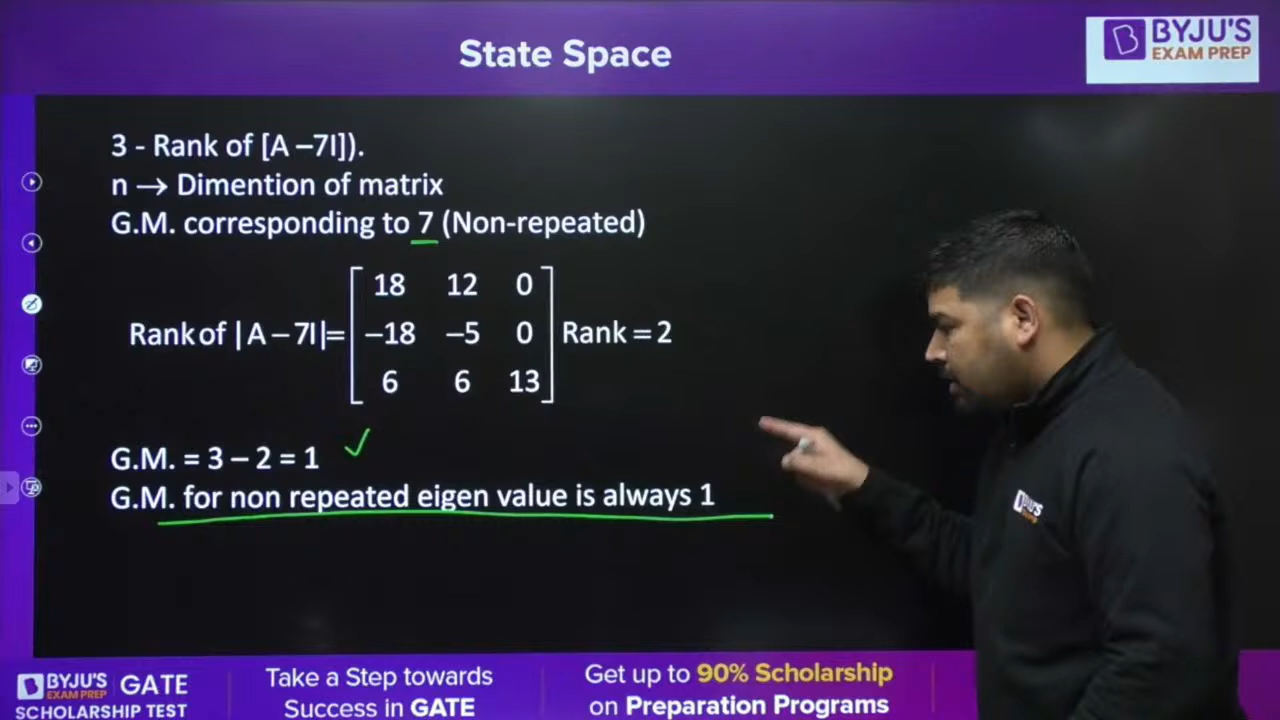 State Space
BYJU'S
EXAM PREP
3 - Rank of [A –7I]).
n → Dimention of matrix
G.M. corresponding to 7 (Non-repeated)
18 12 0
Rank of |A – 7I|= –18 –5 0 Rank = 2
6 6 13
G.M. = 3 – 2 = 1 ✓
G.M. for non repeated eigen value is always 1
BYJU'S
BYJU'S
EXAM PREP
GATE
SCHOLARSHIP TEST
Take a Step towards
Success in GATE
Get up to 90% Scholarship
on Preparation Programs